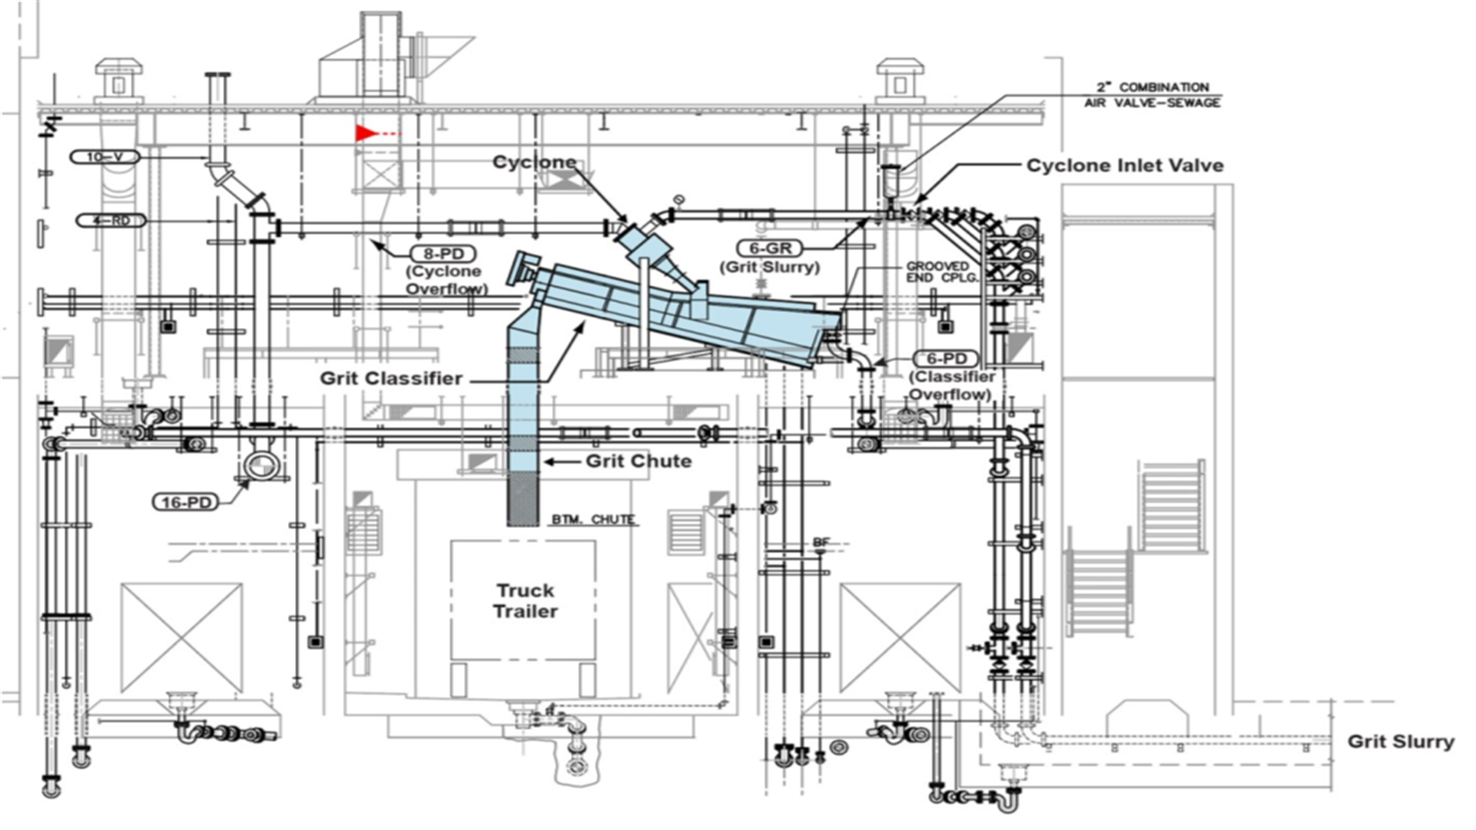 2" COMBINATION
AIR VALVE-SEWAGE
10-V
Cyclone
Cyclone Inlet Valve
4-RD
8-PD
(Cyclone
Overflow)
6-GR
(Grit Slurry)
GROOVED
END CPLG.
Grit Classifier
6-PD
(Classifier
Overflow)
Grit Chute
16-PD
BTM. CHUTE
BF
Truck
Trailer
Grit Slurry